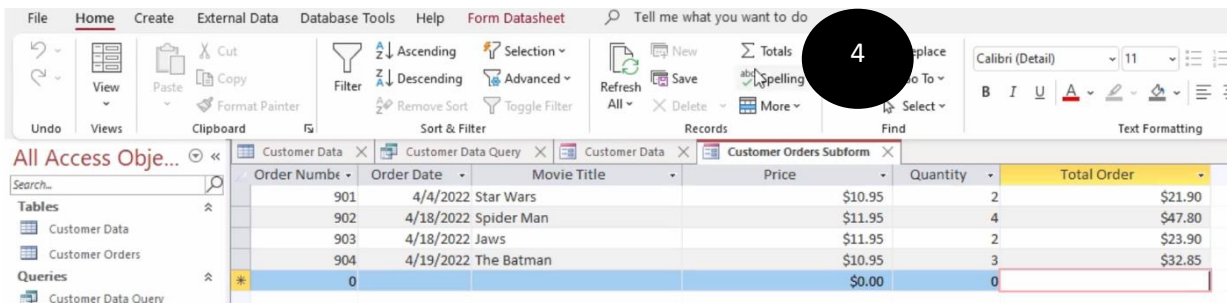 File Home Create External Data Database Tools Help Form Datasheet Tell me what you want to do
Cut
Copy
Format Painter
View
Paste
Filter
Ascending
Descending
Remove Sort
Selection
Advanced
Toggle Filter
Refresh All
New
Save
Delete
Totals
Spelling
More
4
Select
Calibri (Detail) 11
B I U A
Undo Views Clipboard Sort & Filter Records Find Text Formatting
All Access Obje...
Search...
Tables
Customer Data
Customer Orders
Queries
Customer Data Query
Customer Data Customer Data Query Customer Data Customer Orders Subform
Order Numbe Order Date Movie Title Price Quantity Total Order
901 4/4/2022 Star Wars $10.95 2 $21.90
902 4/18/2022 Spider Man $11.95 4 $47.80
903 4/18/2022 Jaws $11.95 2 $23.90
904 4/19/2022 The Batman $10.95 3 $32.85
0 $0.00 0